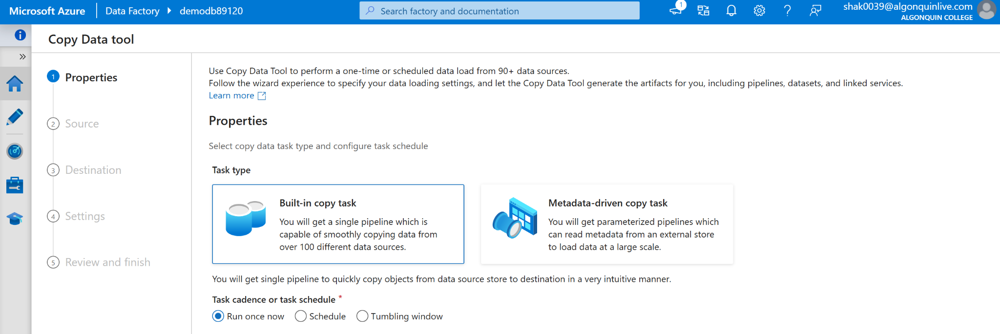 Microsoft Azure
Data Factory
demodb89120
Search factory and documentation
1
shak0039@algonquinlive.com
ALGONQUIN COLLEGE
Copy Data tool
1 Properties
2 Source
3 Destination
4 Settings
5 Review and finish
Use Copy Data Tool to perform a one-time or scheduled data load from 90+ data sources.
Follow the wizard experience to specify your data loading settings, and let the Copy Data Tool generate the artifacts for you, including pipelines, datasets, and linked services.
Learn more
Properties
Select copy data task type and configure task schedule
Task type
Built-in copy task
You will get a single pipeline which is
capable of smoothly copying data from
over 100 different data sources.
Metadata-driven copy task
You will get parameterized pipelines which
can read metadata from an external store
to load data at a large scale.
You will get single pipeline to quickly copy objects from data source store to destination in a very intuitive manner.
Task cadence or task schedule *
Run once now
Schedule
Tumbling window